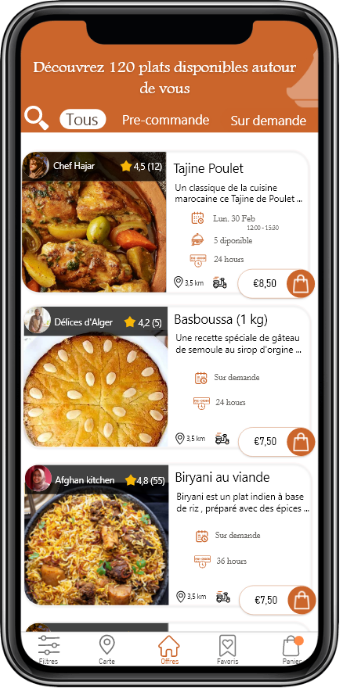 Découvrez 120 plats disponibles autour
de vous
Tous
Pre-commande
Sur demande
Chef Hajar
4,5 (12)
Tajine Poulet
Un classique de la cuisine
marocaine ce Tajine de Poulet ...
Lun. 30 Feb
12:00 - 13:30
5 diponible
24 hours
3,5 km
€8,50
Délices d'Alger
4,2 (5)
Basboussa (1 kg)
Une recette spéciale de gâteau
de semoule au sirop d'orgine ...
Sur demande
24 hours
3,5 km
€7,50
Afghan kitchen
4,8 (55)
Biryani au viande
Biryani est un plat indien à base
de riz , préparé avec des épices ...
Sur demande
36 hours
3,5 km
€7,50
Filtres
Carte
Offres
Favoris
Panier